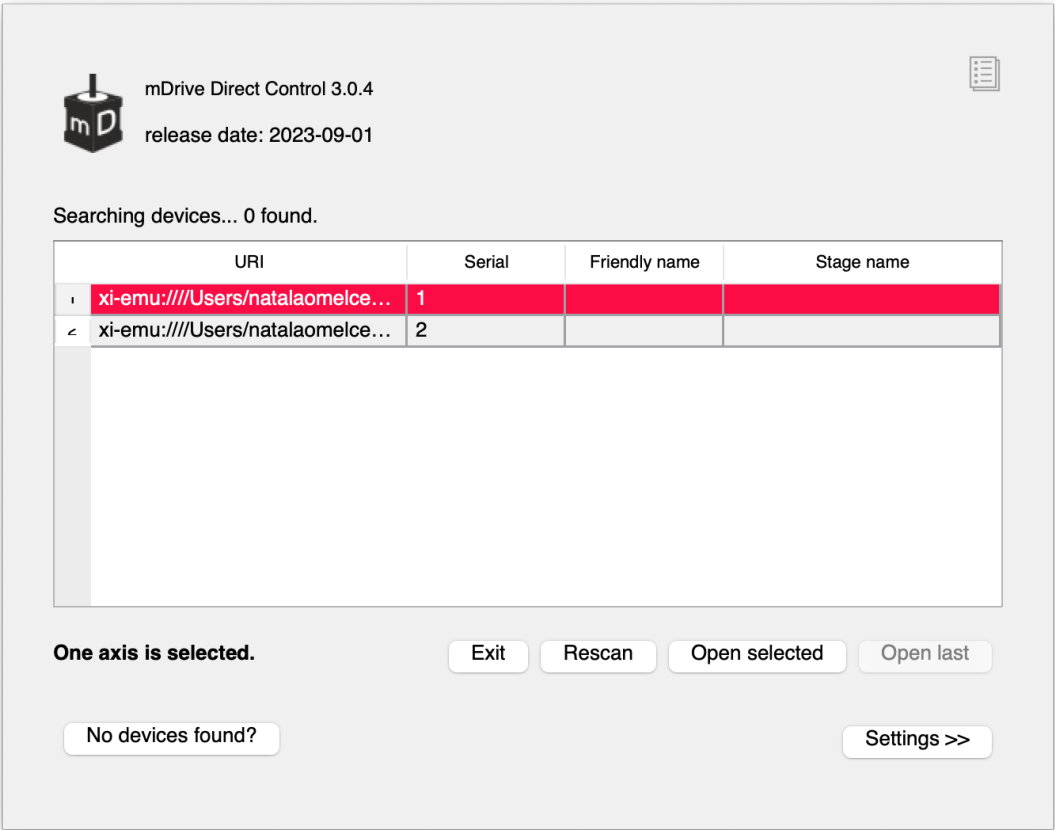 mDrive Direct Control 3.0.4
mD
release date: 2023-09-01
Searching devices... 0 found.
URI Serial Friendly name Stage name
xi-emu:////Users/natalaomelce... 1
xi-emu:////Users/natalaomelce... 2
One axis is selected. Exit Rescan Open selected Open last
No devices found? Settings >>